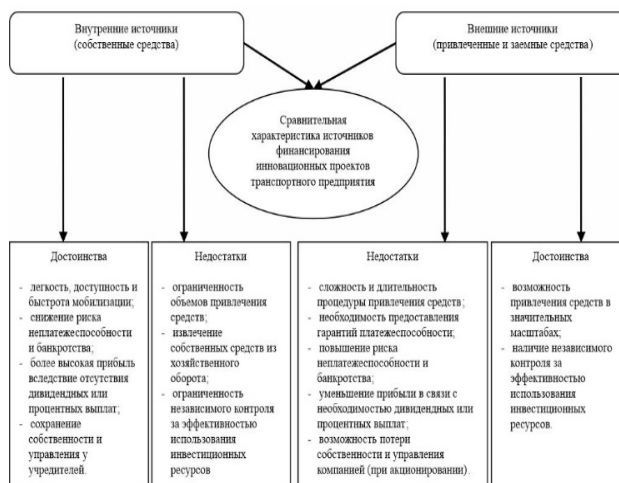 Внутренние источники
(собственные средства)
Внешние источники
(привлеченные и заемные средства)
Сравнительная
характеристика источников
финансирования
инновационных проектов
транспортного предприятия
Достоинства
- легкость, доступность и
быстрота мобилизации;
- снижение риска
неплатежеспособности
и банкротства;
- более высокая прибыль
вследствие отсутствия
дивидендных или
процентных выплат;
- сохранение
собственности и
управления у
учредителей.
Недостатки
- ограниченность
объемов привлечения
средств;
- извлечение
собственных средств из
хозяйственного
оборота;
- ограниченность
независимого контроля
за эффективностью
использования
инвестиционных
ресурсов
Недостатки
- сложность и длительность
процедуры привлечения средств;
- необходимость предоставления
гарантий платежеспособности;
- повышение риска
неплатежеспособности и
банкротства;
- уменьшение прибыли в связи с
необходимостью дивидендных или
процентных выплат;
- возможность потери
собственности и управления
компанией (при акционировании).
Достоинства
- возможность
привлечения средств в
значительных
масштабах;
- наличие независимого
контроля за
эффективностью
использования
инвестиционных
ресурсов.